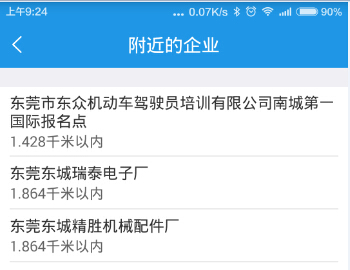 上午9:24 ... 0.07K/s 90%
附近的企业
东莞市东众机动车驾驶员培训有限公司南城第一
国际报名点
1.428千米以内
东莞东城瑞泰电子厂
1.864千米以内
东莞东城精胜机械配件厂
1.864千米以内